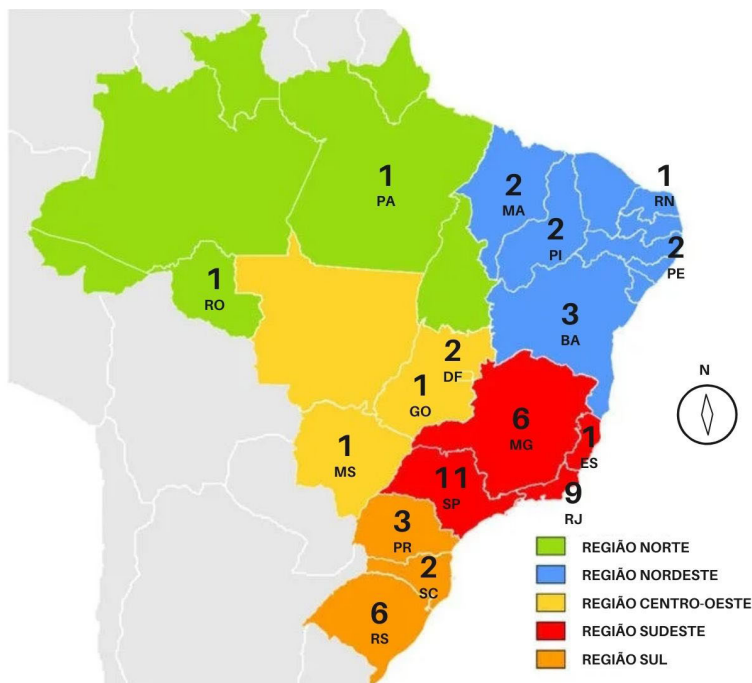 1
PA
2
MA
1
RN
2
PI
2
PE
1
RO
3
BA
2
DF
1
GO
6
MG
1
ES
1
MS
11
SP
9
RJ
3
PR
2
SC
6
RS
N
REGIÃO NORTE
REGIÃO NORDESTE
REGIÃO CENTRO-OESTE
REGIÃO SUDESTE
REGIÃO SUL